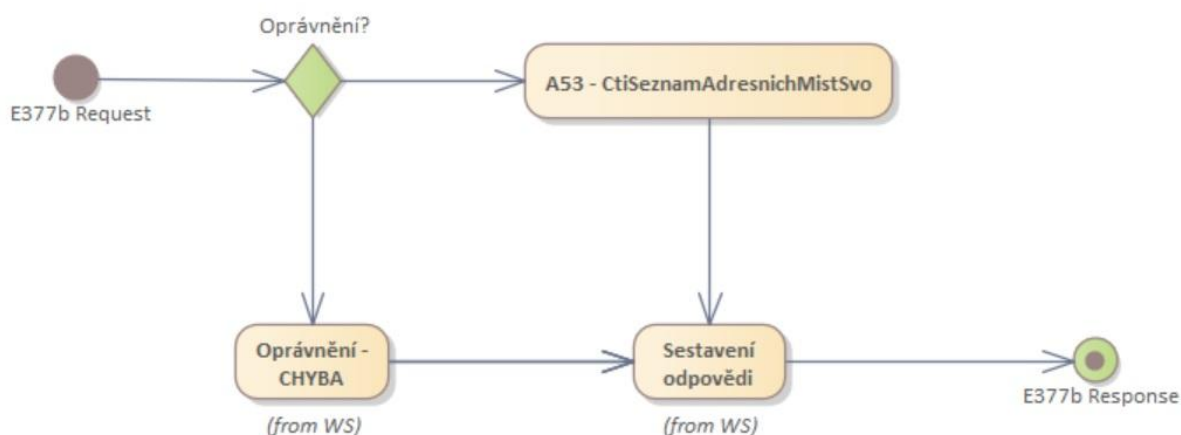 Oprávnění?
E377b Request
A53 - CtiSeznamAdresnichMistSvo
Oprávnění -
CHYBA
(from WS)
Sestavení
odpovědi
(from WS)
E377b Response